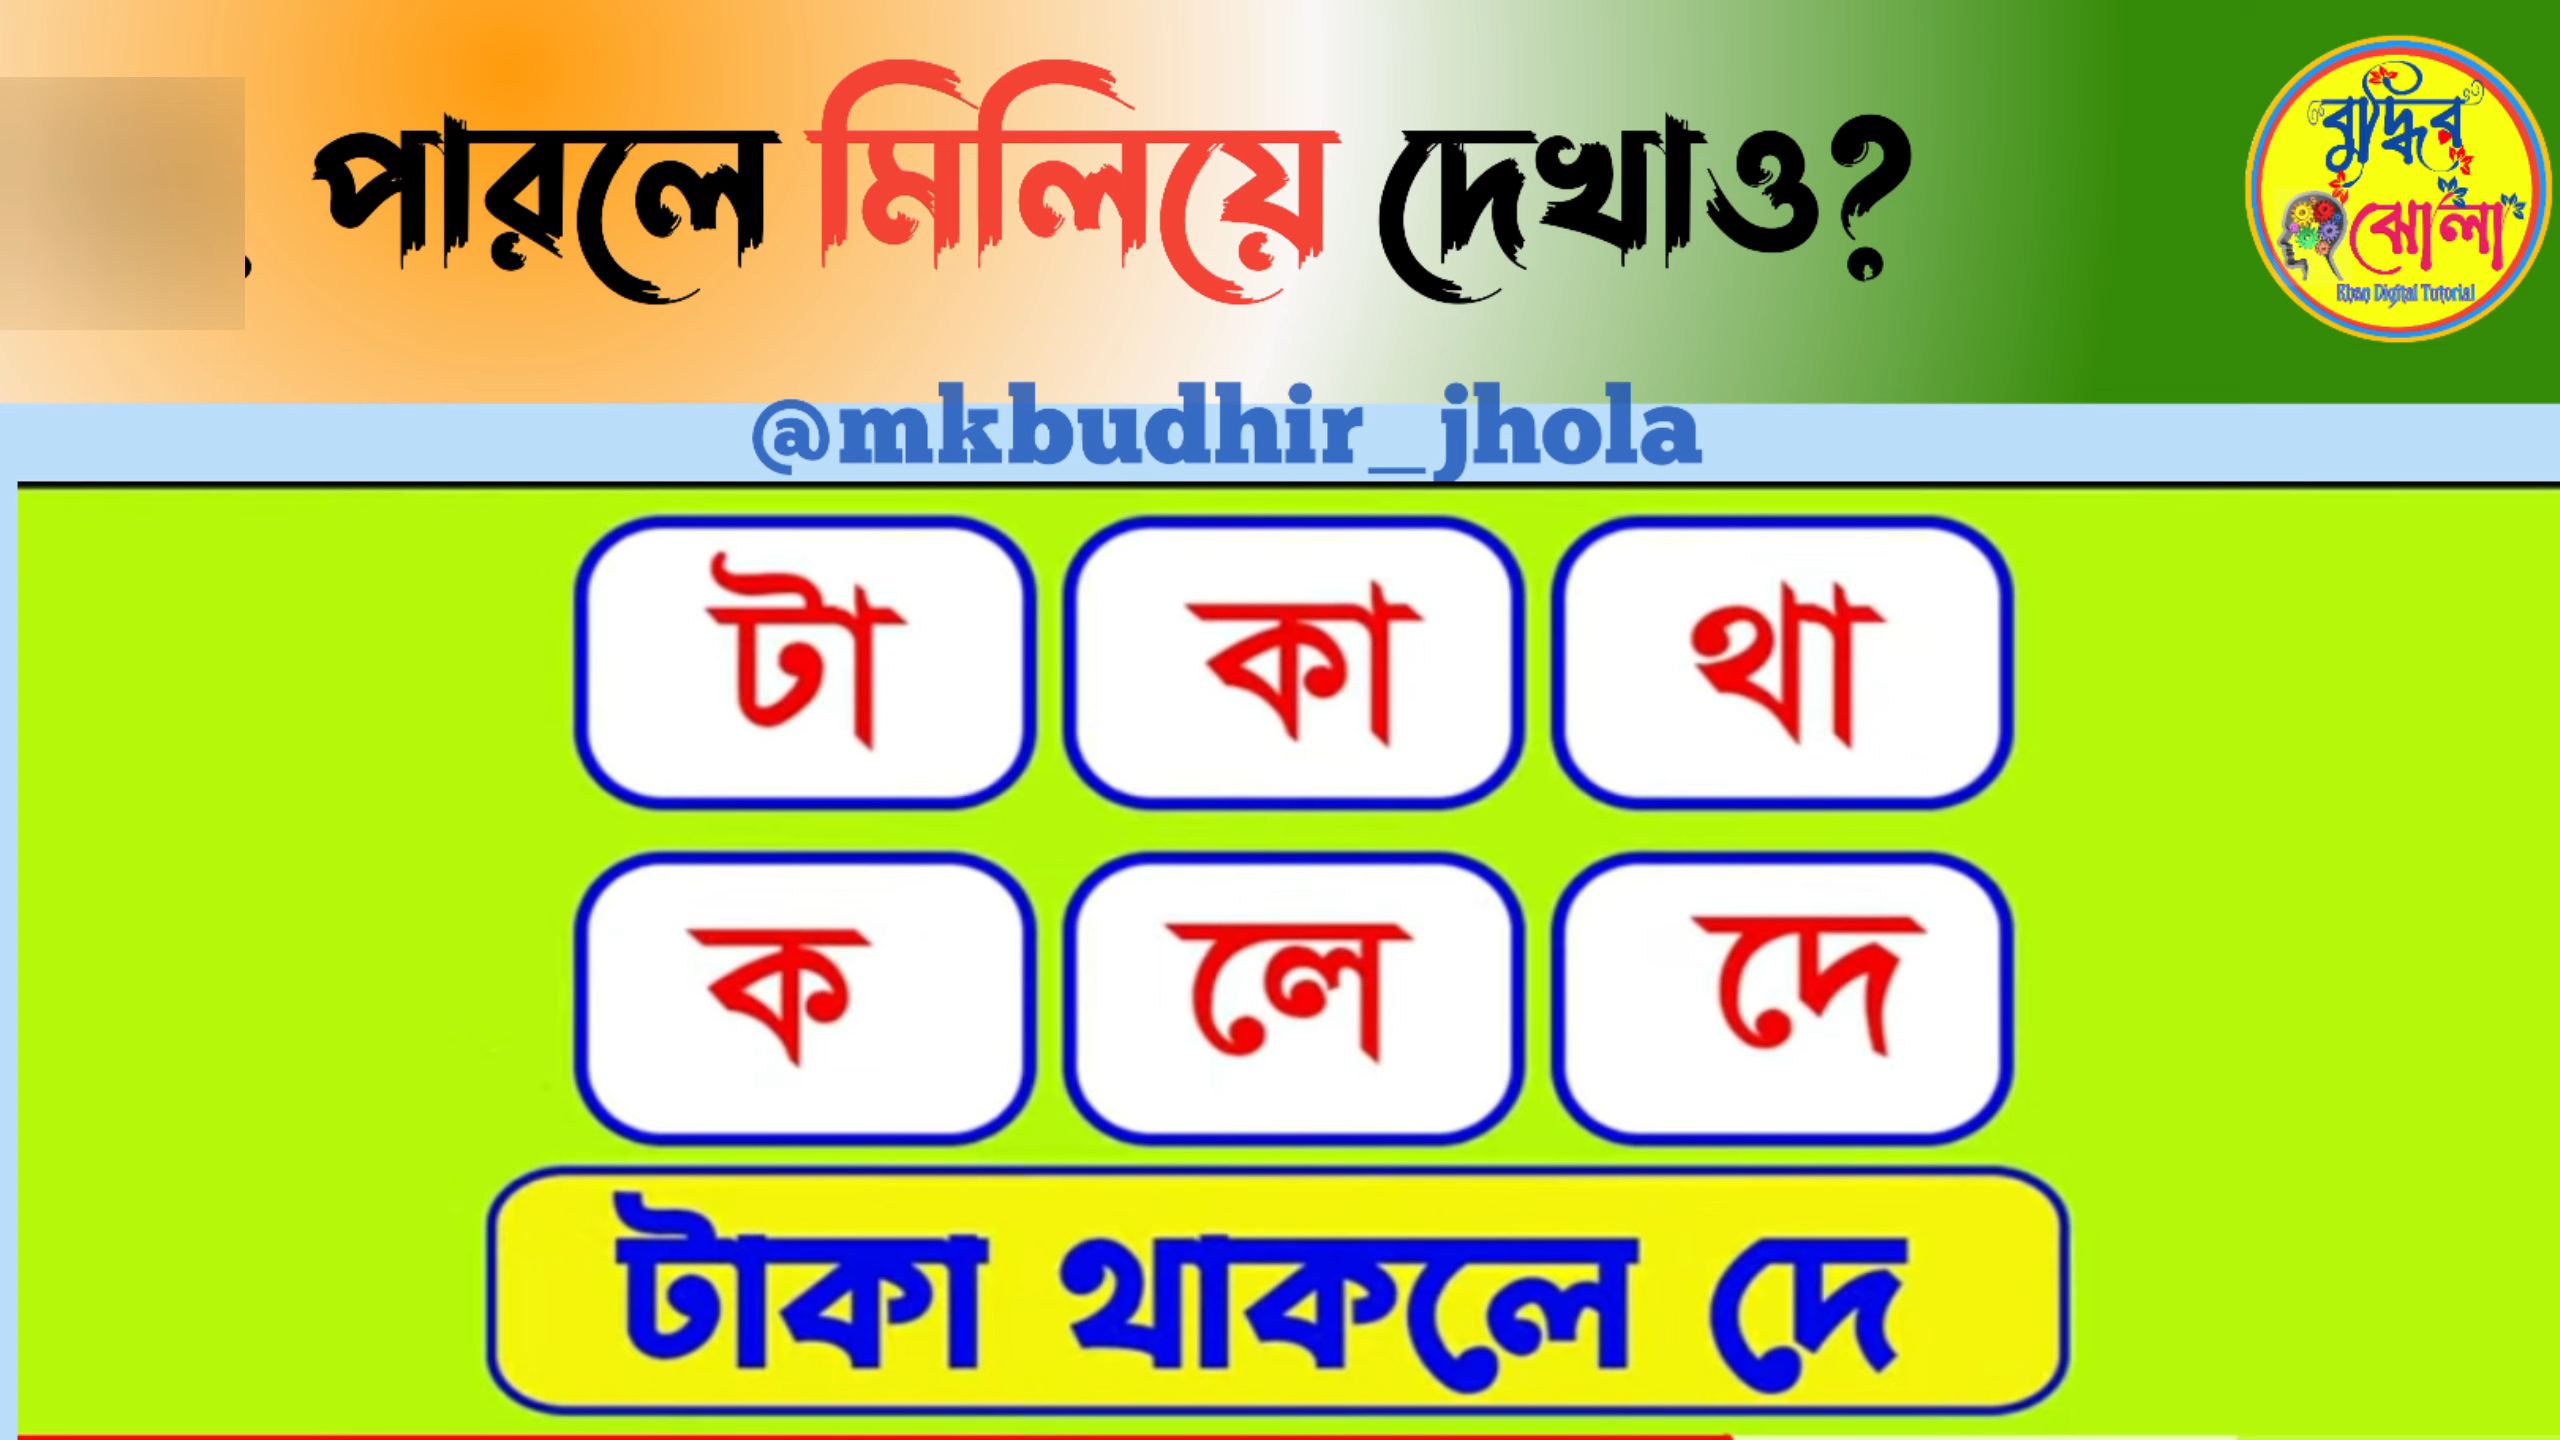 পারলে মিলিয়ে দেখাও?
বুদ্ধির
ঝোলা
Khan Digital Tutorial
@mkbudhir_jhola
টা কা থা
ক লে দে
টাকা থাকলে দে